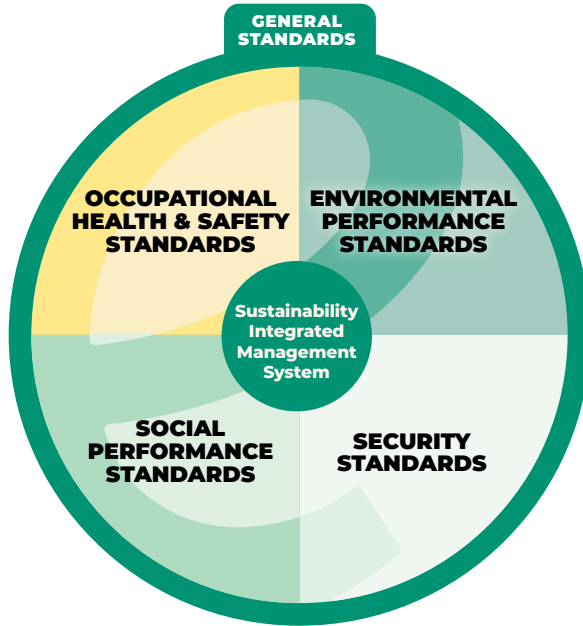 GENERAL
STANDARDS
OCCUPATIONAL
HEALTH & SAFETY
STANDARDS
ENVIRONMENTAL
PERFORMANCE
STANDARDS
Sustainability
Integrated
Management
System
SOCIAL
PERFORMANCE
STANDARDS
SECURITY
STANDARDS